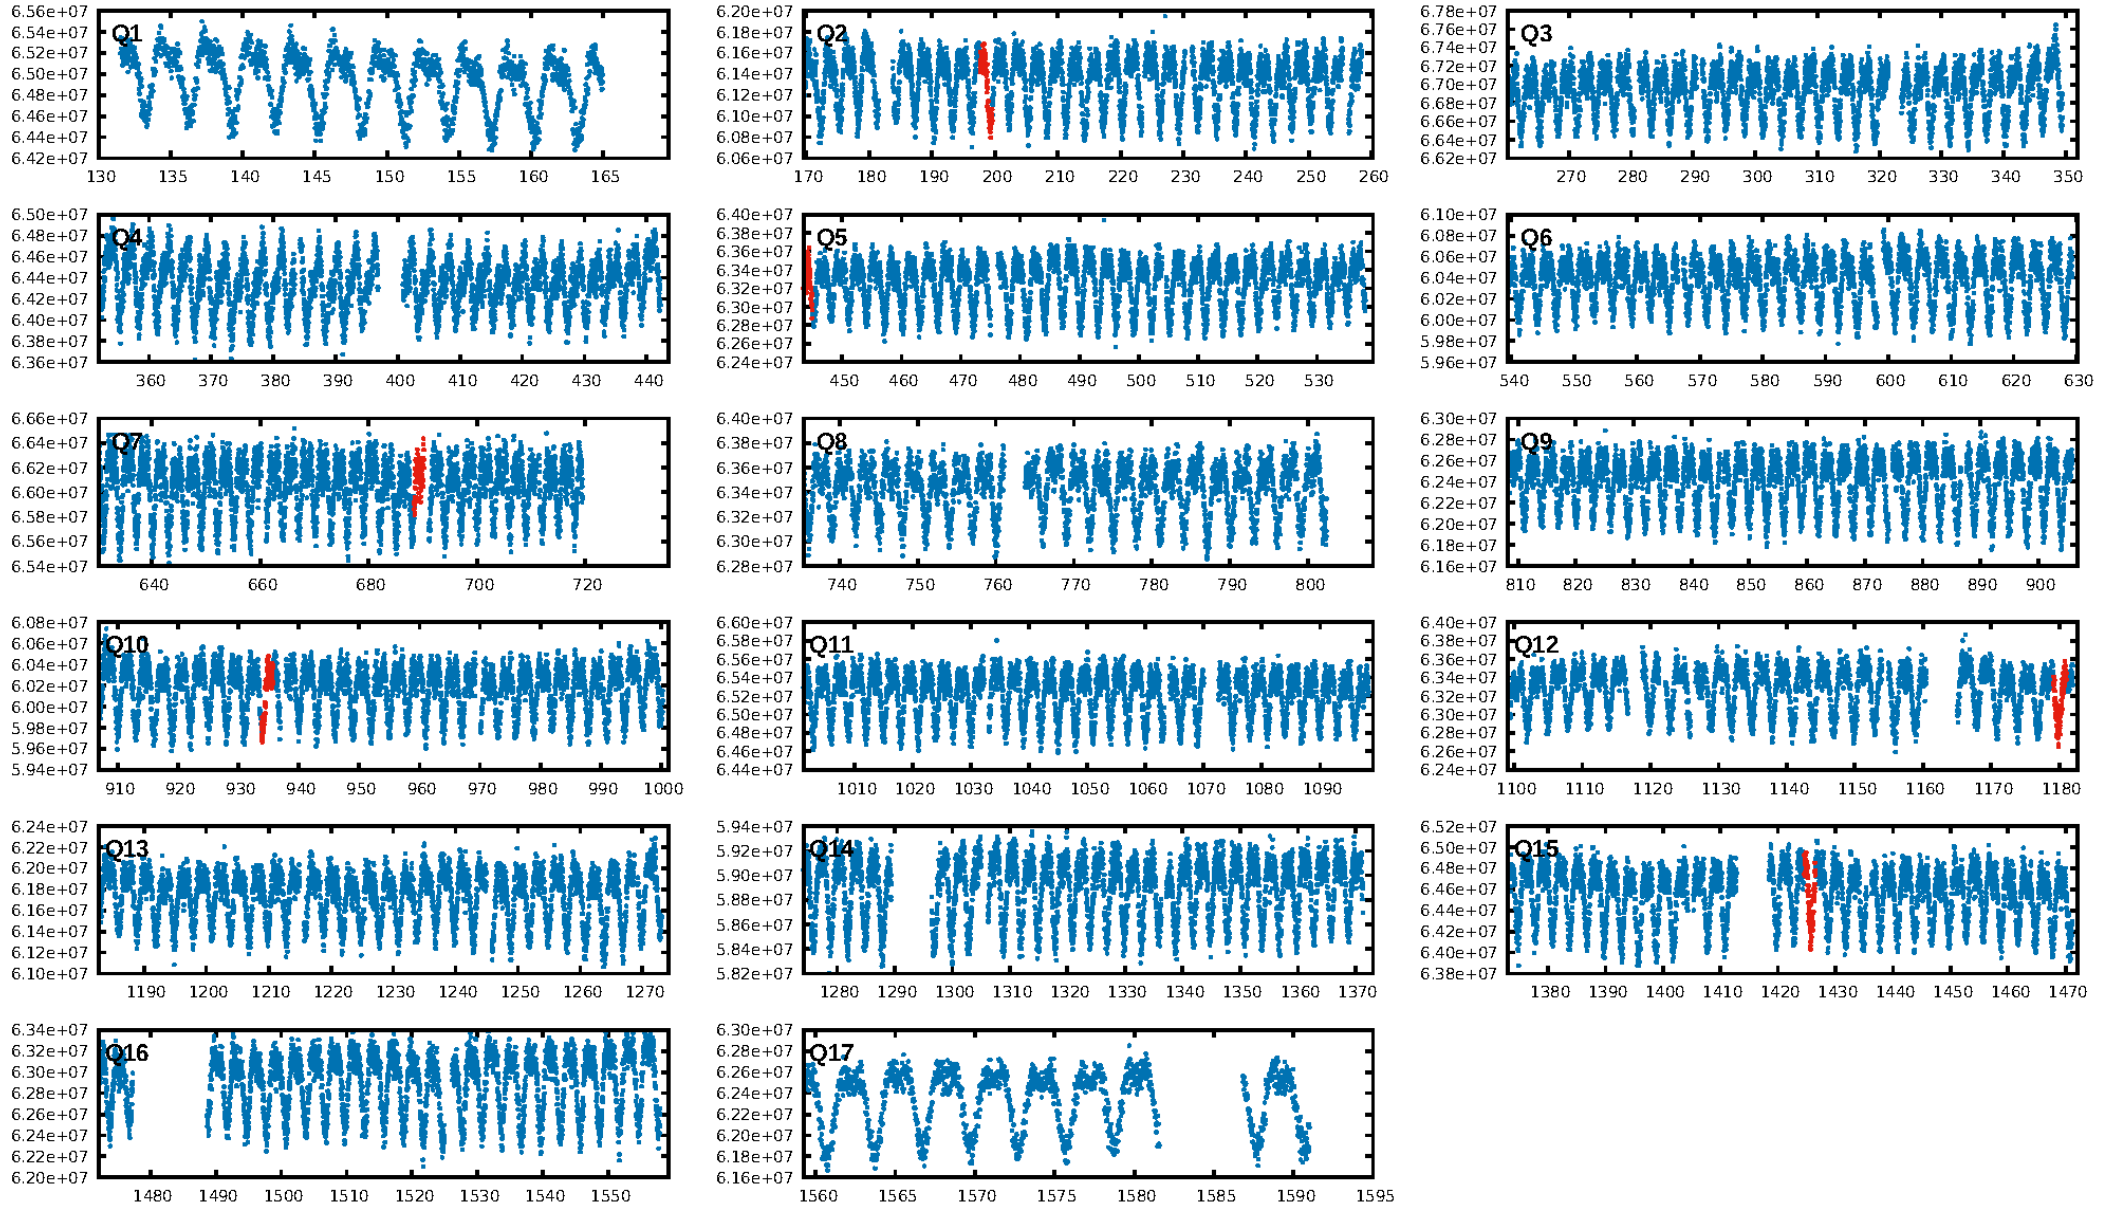 6.56e+07
6.54e+07
6.52e+07
6.50e+07
6.48e+07
6.46e+07
6.44e+07
6.42e+07
Q1
130 135 140 145 150 155 160 165
6.20e+07
6.18e+07
6.16e+07
6.14e+07
6.12e+07
6.10e+07
6.08e+07
6.06e+07
Q2
170 180 190 200 210 220 230 240 250 260
6.78e+07
6.76e+07
6.74e+07
6.72e+07
6.70e+07
6.68e+07
6.66e+07
6.64e+07
6.62e+07
Q3
270 280 290 300 310 320 330 340 350
6.50e+07
6.48e+07
6.46e+07
6.44e+07
6.42e+07
6.40e+07
6.38e+07
6.36e+07
Q4
360 370 380 390 400 410 420 430 440
6.40e+07
6.38e+07
6.36e+07
6.34e+07
6.32e+07
6.30e+07
6.28e+07
6.26e+07
6.24e+07
Q5
450 460 470 480 490 500 510 520 530
6.10e+07
6.08e+07
6.06e+07
6.04e+07
6.02e+07
6.00e+07
5.98e+07
5.96e+07
Q6
540 550 560 570 580 590 600 610 620 630
6.66e+07
6.64e+07
6.62e+07
6.60e+07
6.58e+07
6.56e+07
6.54e+07
Q7
640 660 680 700 720
6.40e+07
6.38e+07
6.36e+07
6.34e+07
6.32e+07
6.30e+07
6.28e+07
Q8
740 750 760 770 780 790 800
6.30e+07
6.28e+07
6.26e+07
6.24e+07
6.22e+07
6.20e+07
6.18e+07
6.16e+07
Q9
810 820 830 840 850 860 870 880 890 900
6.08e+07
6.06e+07
6.04e+07
6.02e+07
6.00e+07
5.98e+07
5.96e+07
5.94e+07
Q10
910 920 930 940 950 960 970 980 990 1000
6.60e+07
6.58e+07
6.56e+07
6.54e+07
6.52e+07
6.50e+07
6.48e+07
6.46e+07
6.44e+07
Q11
1010 1020 1030 1040 1050 1060 1070 1080 1090
6.40e+07
6.38e+07
6.36e+07
6.34e+07
6.32e+07
6.30e+07
6.28e+07
6.26e+07
6.24e+07
Q12
1100 1110 1120 1130 1140 1150 1160 1170 1180
6.24e+07
6.22e+07
6.20e+07
6.18e+07
6.16e+07
6.14e+07
6.12e+07
6.10e+07
Q13
1190 1200 1210 1220 1230 1240 1250 1260 1270
5.94e+07
5.92e+07
5.90e+07
5.88e+07
5.86e+07
5.84e+07
5.82e+07
Q14
1280 1290 1300 1310 1320 1330 1340 1350 1360 1370
6.52e+07
6.50e+07
6.48e+07
6.46e+07
6.44e+07
6.42e+07
6.40e+07
6.38e+07
Q15
1380 1390 1400 1410 1420 1430 1440 1450 1460 1470
6.34e+07
6.32e+07
6.30e+07
6.28e+07
6.26e+07
6.24e+07
6.22e+07
6.20e+07
Q16
1480 1490 1500 1510 1520 1530 1540 1550
6.30e+07
6.28e+07
6.26e+07
6.24e+07
6.22e+07
6.20e+07
6.18e+07
6.16e+07
Q17
1560 1565 1570 1575 1580 1585 1590 1595